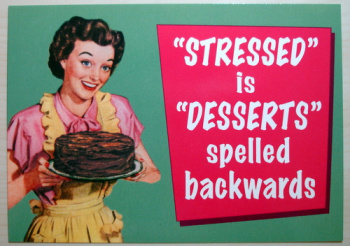 "STRESSED"
is
"DESSERTS"
spelled
backwards